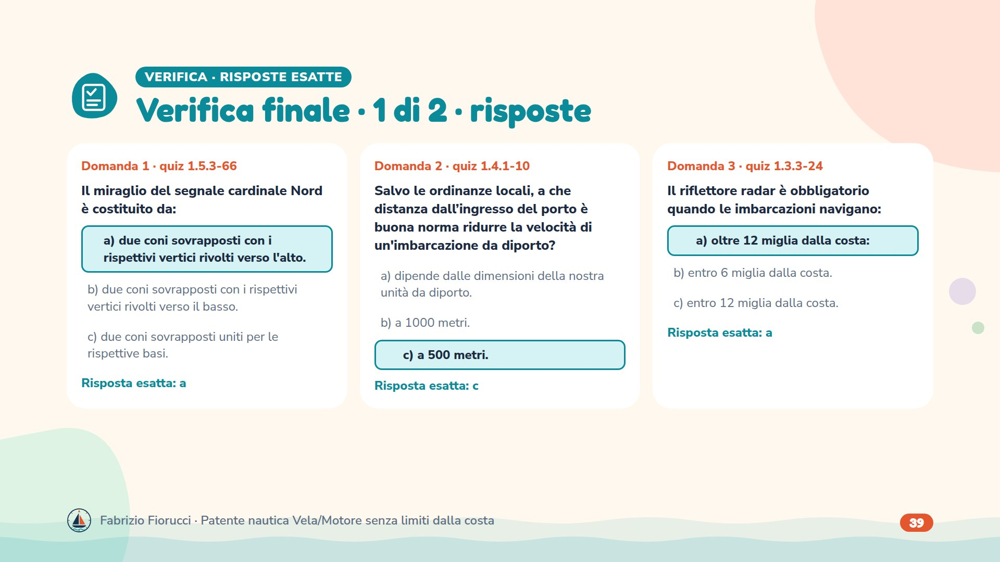 VERIFICA · RISPOSTE ESATTE
Verifica finale · 1 di 2 · risposte
Domanda 1 · quiz 1.5.3-66
Il miraglio del segnale cardinale Nord
è costituito da:
a) due coni sovrapposti con i
rispettivi vertici rivolti verso l'alto.
b) due coni sovrapposti con i rispettivi
vertici rivolti verso il basso.
c) due coni sovrapposti uniti per le
rispettive basi.
Risposta esatta: a
Domanda 2 · quiz 1.4.1-10
Salvo le ordinanze locali, a che
distanza dall’ingresso del porto è
buona norma ridurre la velocità di
un'imbarcazione da diporto?
a) dipende dalle dimensioni della nostra
unità da diporto.
b) a 1000 metri.
c) a 500 metri.
Risposta esatta: c
Domanda 3 · quiz 1.3.3-24
Il riflettore radar è obbligatorio
quando le imbarcazioni navigano:
a) oltre 12 miglia dalla costa:
b) entro 6 miglia dalla costa.
c) entro 12 miglia dalla costa.
Risposta esatta: a
Fabrizio Fiorucci · Patente nautica Vela/Motore senza limiti dalla costa
39